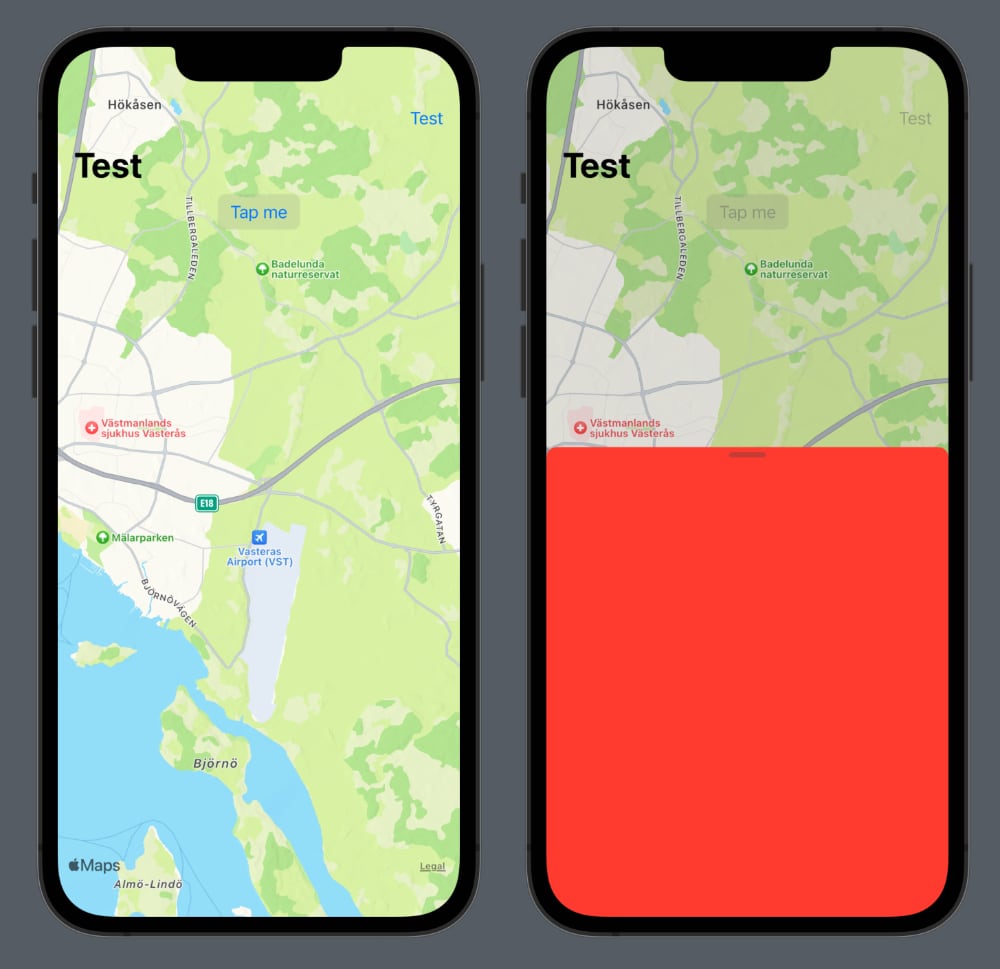 Hökåsen
Test
Test
TILLBERGALEDEN
Tap me
Badelunda
naturreservat
Västmanlands
sjukhus Västerås
E18
TYRGATAN
Mälarparken
Vasteras
Airport (VST)
BJÖRNÖVÄGEN
Björnö
Maps
Legal
Almö-Lindö
Hökåsen
Test
Test
TILLBERGALEDEN
Tap me
Badelunda
naturreservat
Västmanlands
sjukhus Västerås